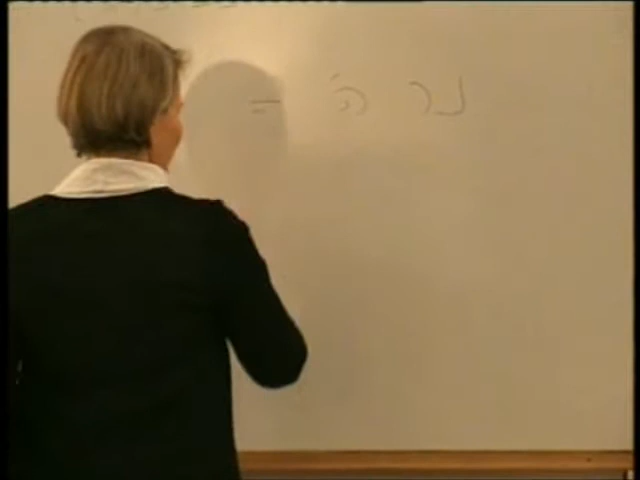 נר ה' =